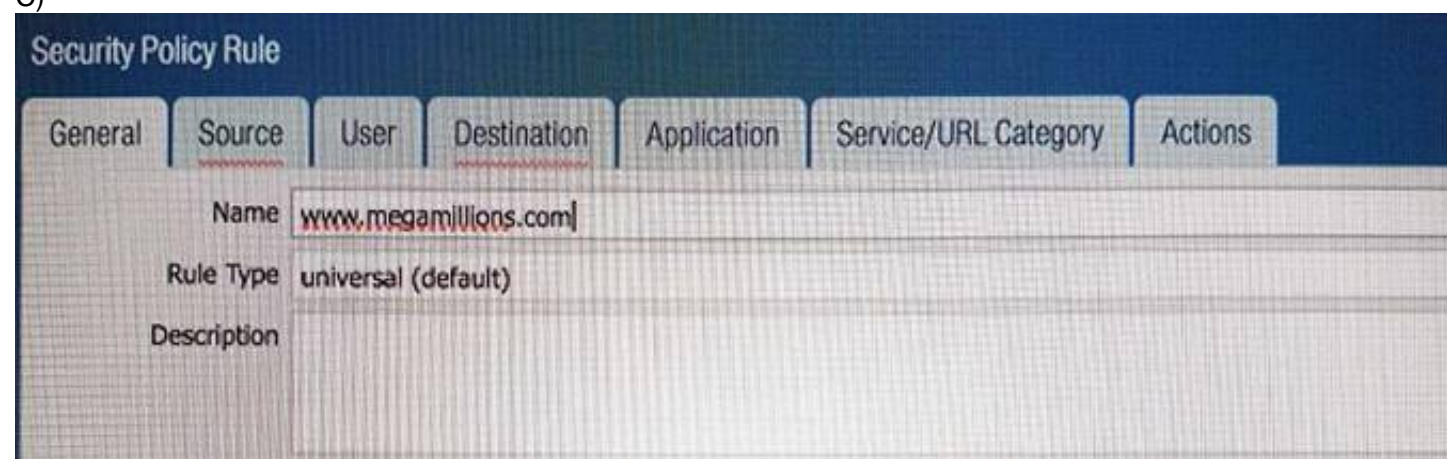 C)
Security Policy Rule
General Source User Destination Application Service/URL Category Actions
Name www.megamillions.com
Rule Type universal (default)
Description